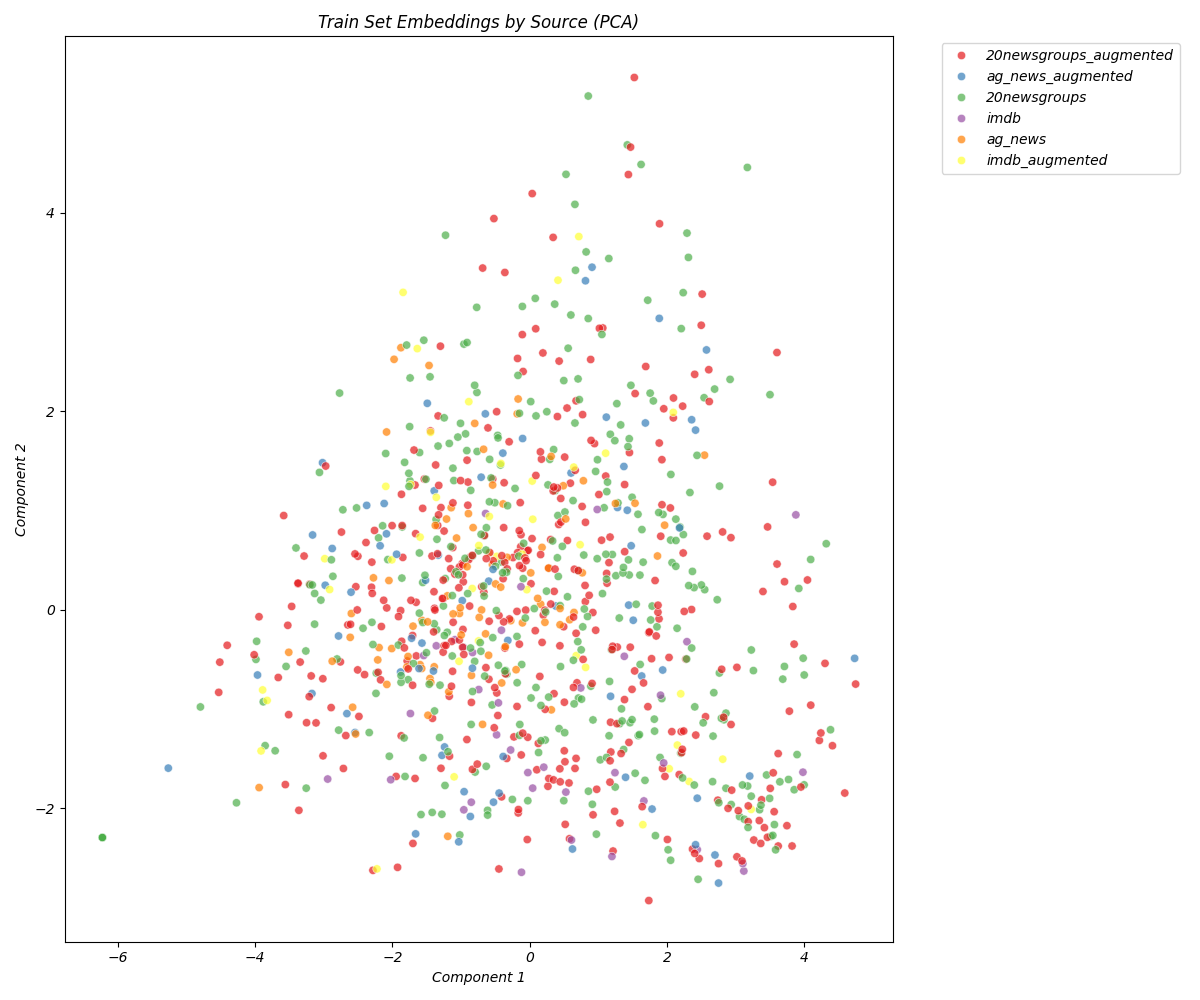 Train Set Embeddings by Source (PCA)
20newsgroups_augmented
ag_news_augmented
20newsgroups
imdb
ag_news
imdb_augmented
4
2
0
−2
Component 2
−6
−4
−2
0
2
4
Component 1